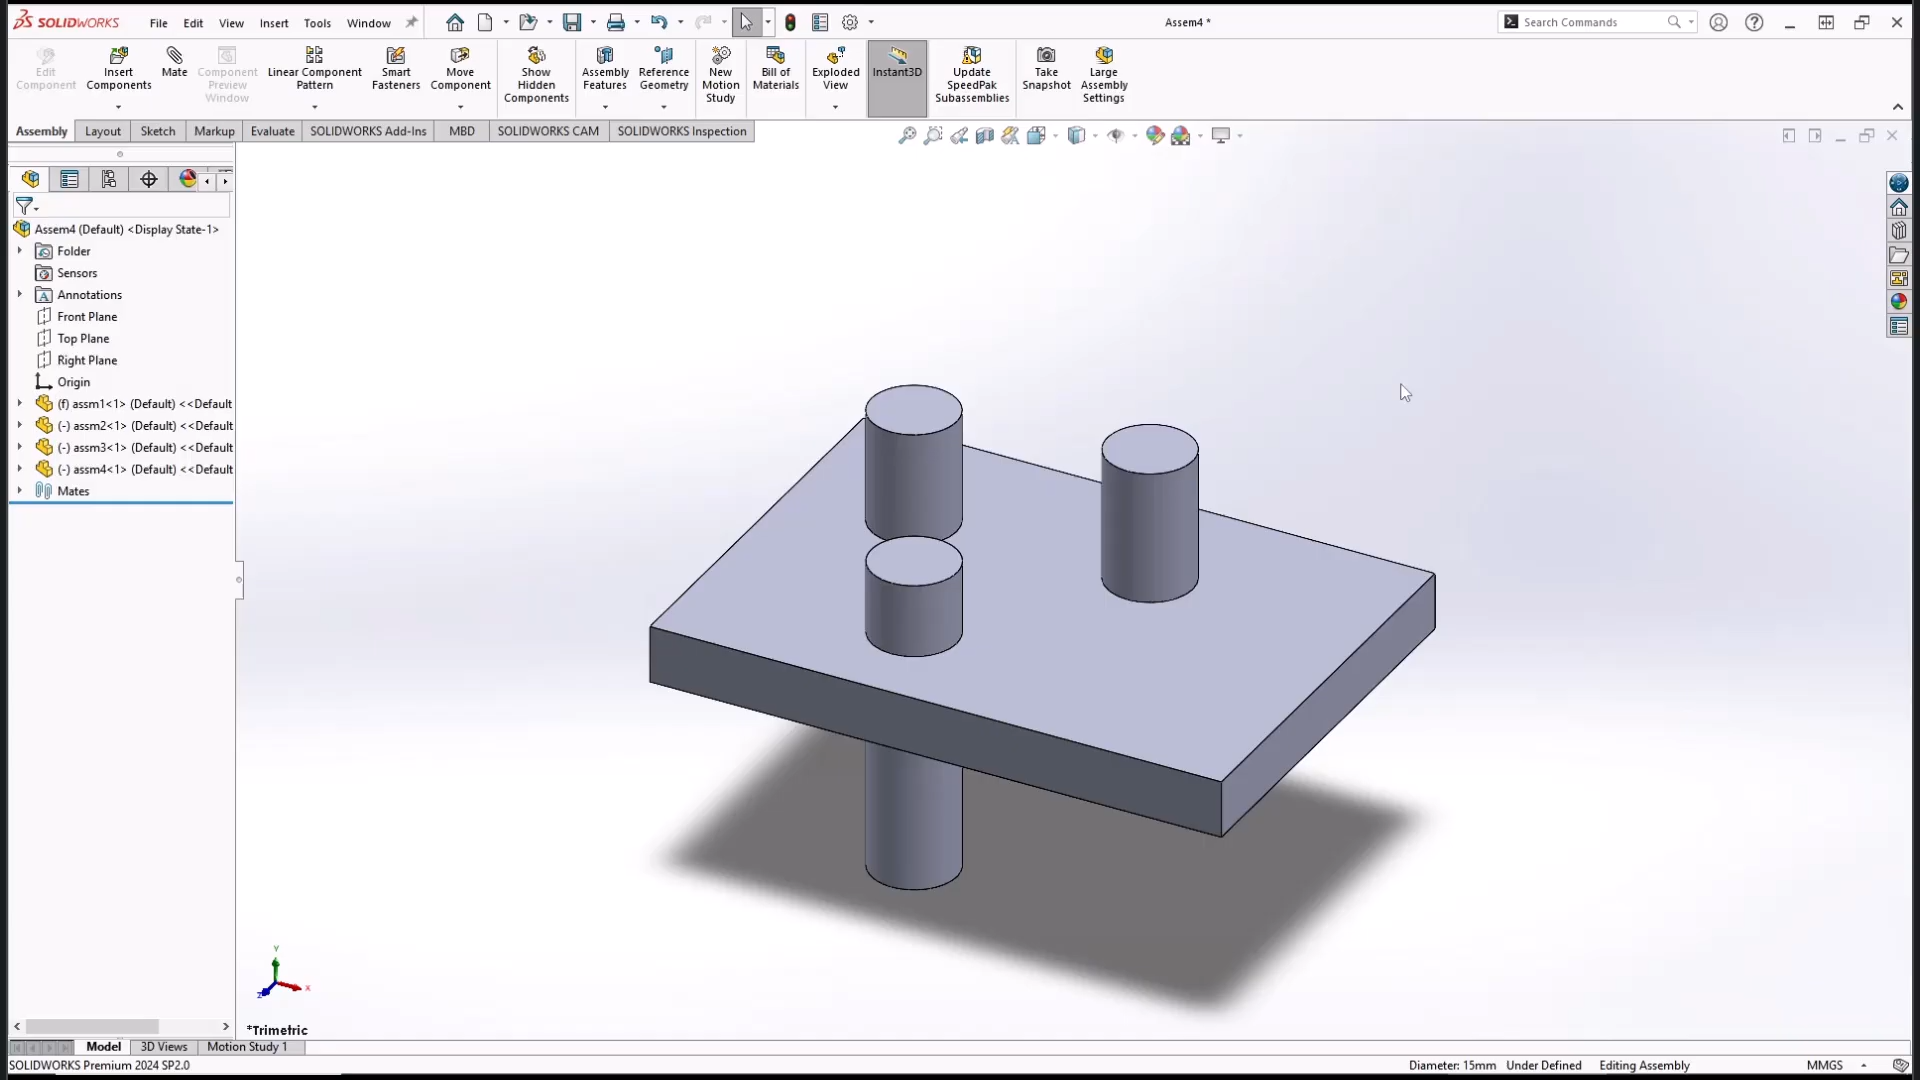 SOLIDWORKS File Edit View Insert Tools Window Assem4 * Search Commands
Edit Component
Insert Components
Mate
Component Preview Window
Linear Component Pattern
Smart Fasteners
Move Component
Show Hidden Components
Assembly Features
Reference Geometry
New Motion Study
Bill of Materials
Exploded View
Instant3D
Update SpeedPak Subassemblies
Take Snapshot
Large Assembly Settings
Assembly Layout Sketch Markup Evaluate SOLIDWORKS Add-Ins MBD SOLIDWORKS CAM SOLIDWORKS Inspection
Assem4 (Default) <Display State-1>
Folder
Sensors
Annotations
Front Plane
Top Plane
Right Plane
Origin
(f) assm1<1> (Default) <<Default
(-) assm2<1> (Default) <<Default
(-) assm3<1> (Default) <<Default
(-) assm4<1> (Default) <<Default
Mates
Y
X
Z
*Trimetric
Model 3D Views Motion Study 1
SOLIDWORKS Premium 2024 SP2.0 Diameter: 15mm Under Defined Editing Assembly MMGS